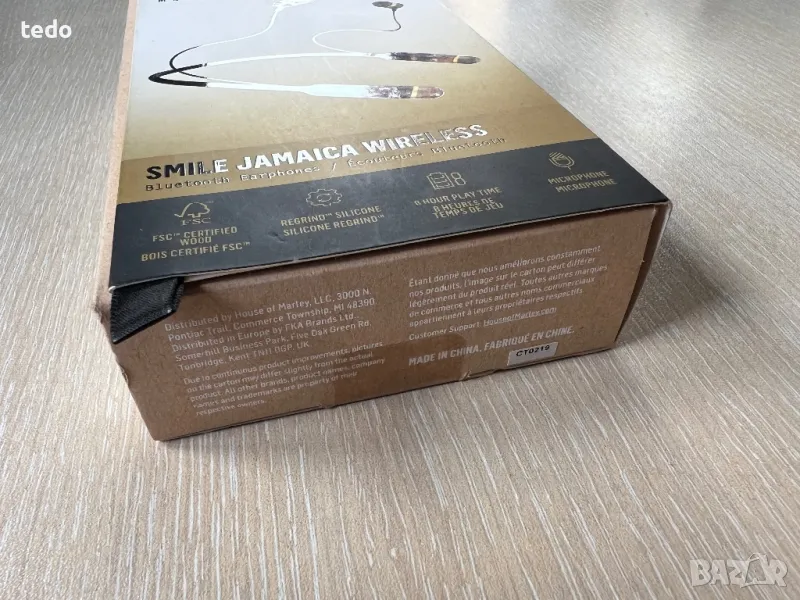 tedo
SMILE JAMAICA WIRELESS
Bluetooth Earphones / Écouteurs Bluetooth
FSC
FSC™ CERTIFIED
WOOD
BOIS CERTIFIÉ FSC™
REGRIND™ SILICONE
SILICONE REGRIND™
8
8 HOUR PLAY TIME
8 HEURES DE
TEMPS DE JEU
MICROPHONE
MICROPHONE
Distributed by House of Marley, LLC, 3000 N
Pontiac Trail, Commerce Township, MI 48390.
Distributed in Europe by FKA Brands Ltd.,
Somerhill Business Park, Five Oak Green Rd,
Tonbridge, Kent TN11 0GP, UK
Due to continuous product improvements, pictures
on the carton may differ slightly from the actual
product. All other brands, product names, company
names and trademarks are property of their
respective owners.
Étant donné que nous améliorons constamment
nos produits, l'image sur le carton peut différer
légèrement du produit réel. Toutes autres marques
de commerce et tous autres noms commerciaux
appartiennent à leurs propriétaires respectifs
Customer Support: HouseofMarley.com
MADE IN CHINA. FABRIQUÉ EN CHINE.
CT0219
BAZAR